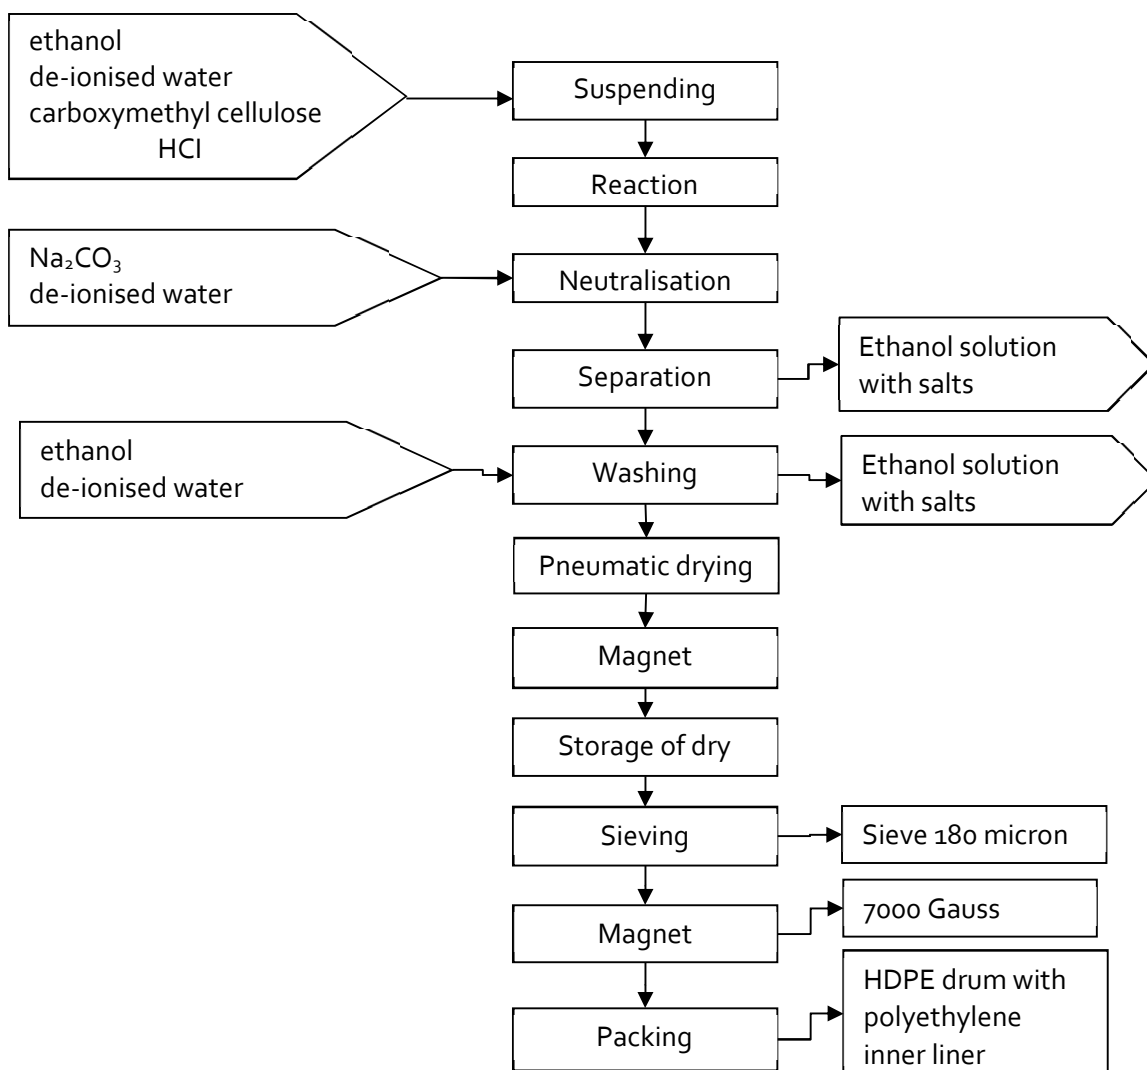 ethanol
de-ionised water
carboxymethyl cellulose
HCl
Suspending
Reaction
Na₂CO₃
de-ionised water
Neutralisation
Separation
Ethanol solution
with salts
ethanol
de-ionised water
Washing
Ethanol solution
with salts
Pneumatic drying
Magnet
Storage of dry
Sieving
Sieve 180 micron
Magnet
7000 Gauss
Packing
HDPE drum with
polyethylene
inner liner